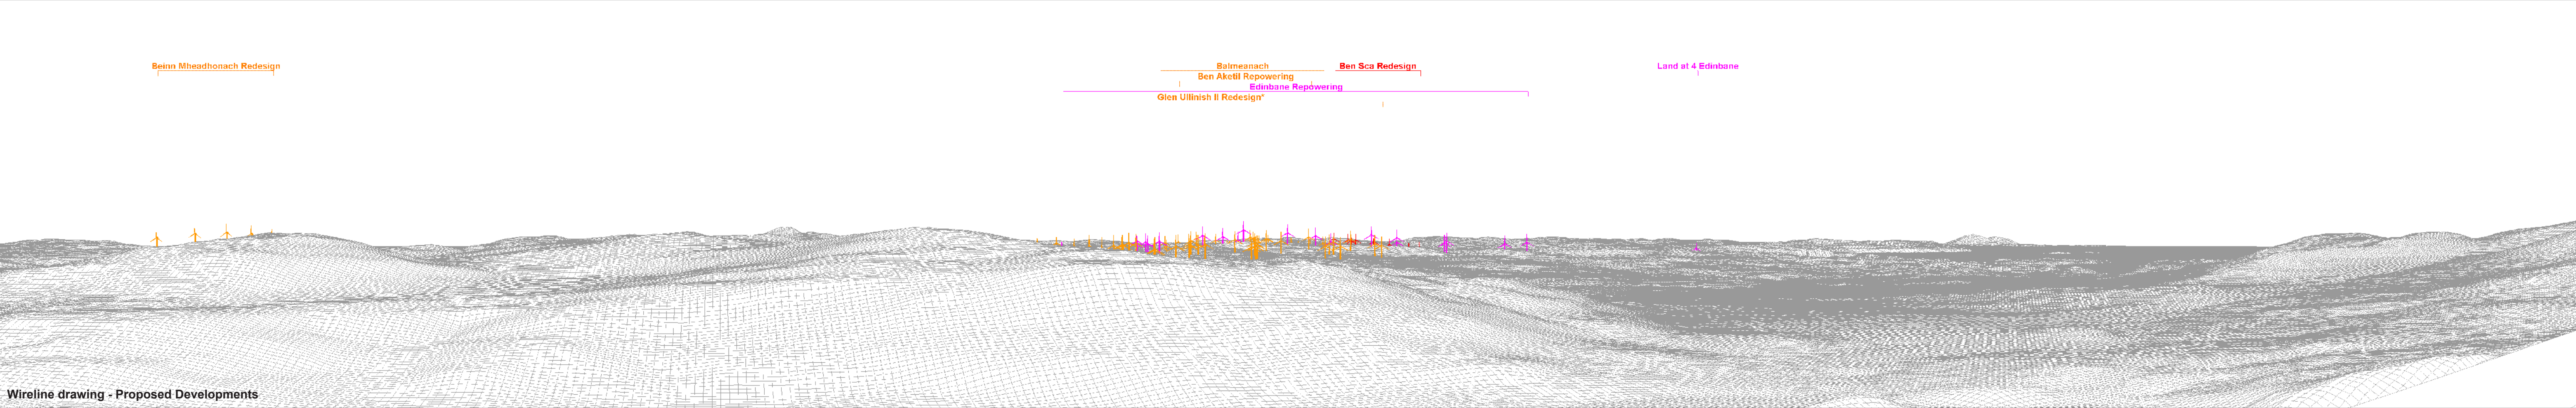 Beinn Mheadhonach Redesign
Balmeanach
Ben Sca Redesign
Land at 4 Edinbane
Ben Aketil Repowering
Edinbane Repowering
Glen Ullinish II Redesign*
Wireline drawing - Proposed Developments